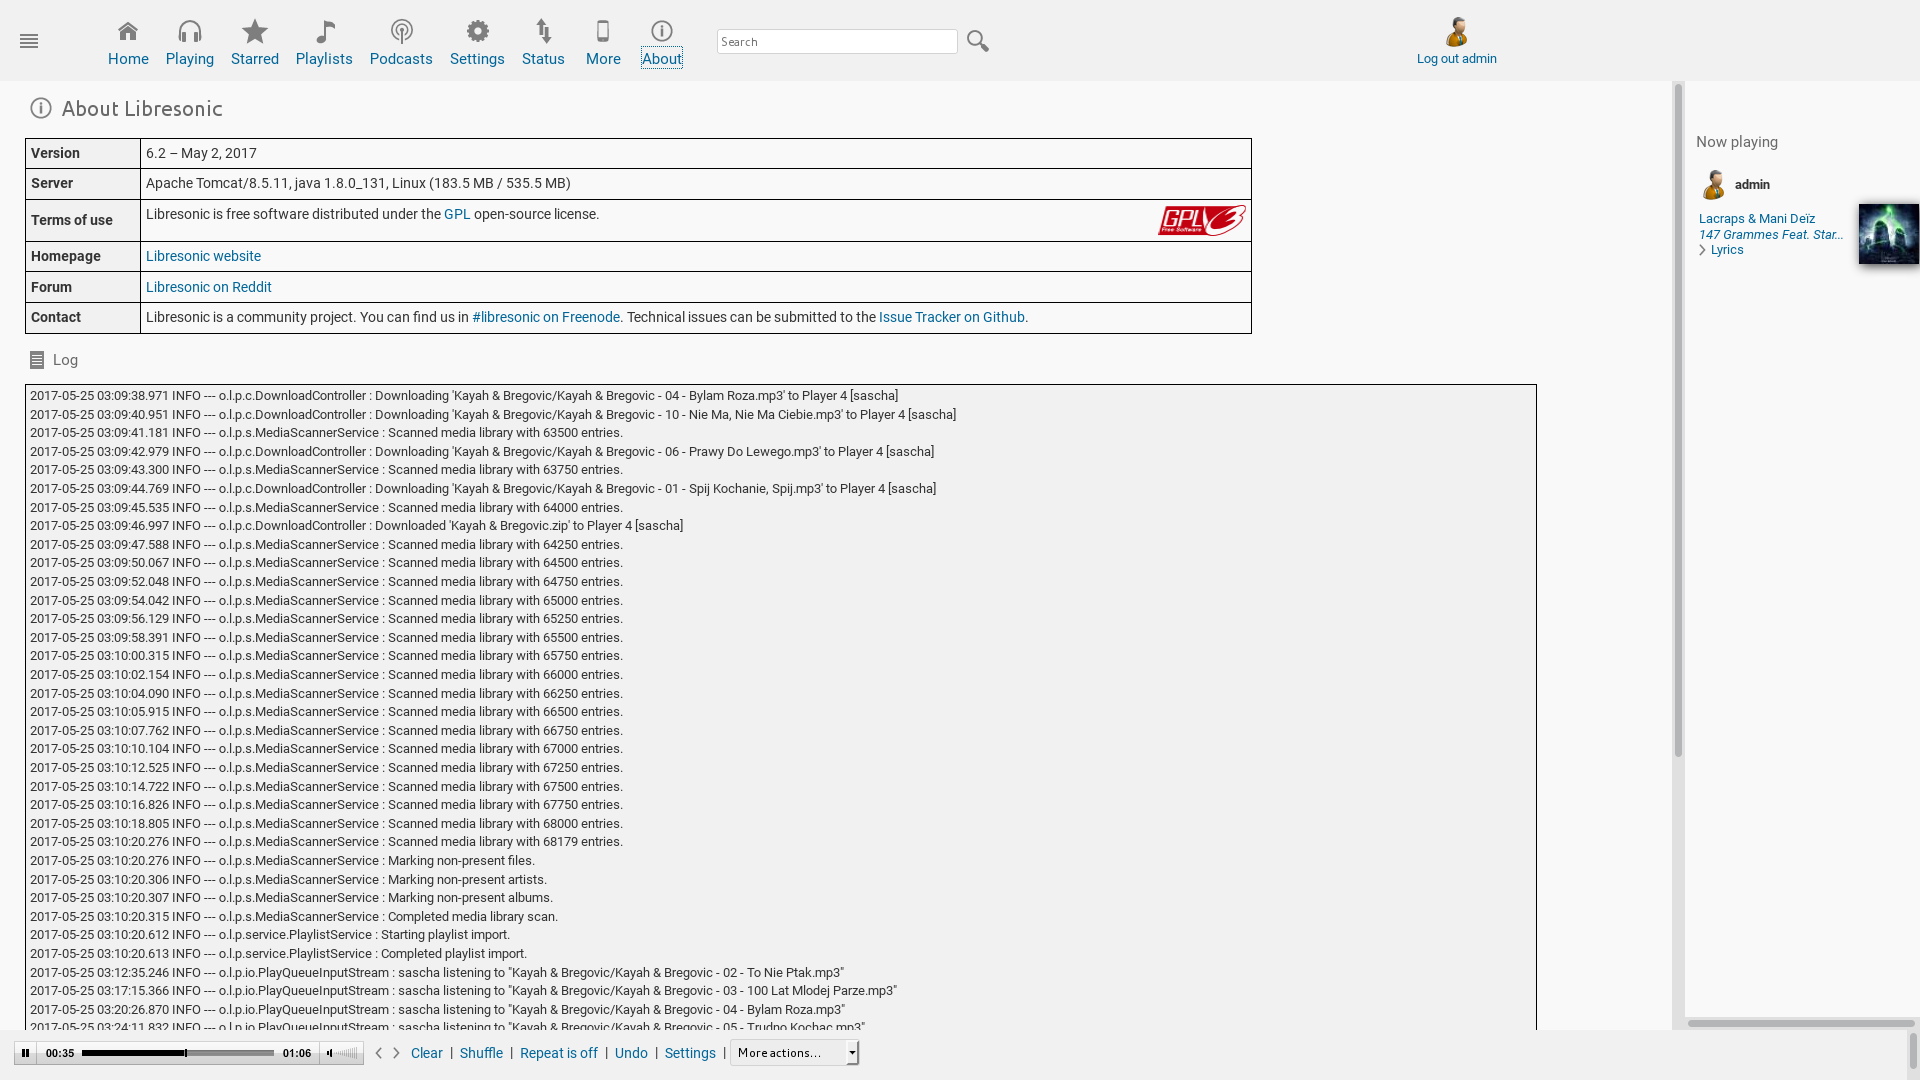 Home Playing Starred Playlists Podcasts Settings Status More About Search Log out admin
About Libresonic
Version 6.2 – May 2, 2017
Server Apache Tomcat/8.5.11, java 1.8.0_131, Linux (183.5 MB / 535.5 MB)
Terms of use Libresonic is free software distributed under the GPL open-source license. GPL 3 Free Software
Homepage Libresonic website
Forum Libresonic on Reddit
Contact Libresonic is a community project. You can find us in #libresonic on Freenode. Technical issues can be submitted to the Issue Tracker on Github.
Log
2017-05-25 03:09:38.971 INFO --- o.l.p.c.DownloadController : Downloading 'Kayah & Bregovic/Kayah & Bregovic - 04 - Bylam Roza.mp3' to Player 4 [sascha]
2017-05-25 03:09:40.951 INFO --- o.l.p.c.DownloadController : Downloading 'Kayah & Bregovic/Kayah & Bregovic - 10 - Nie Ma, Nie Ma Ciebie.mp3' to Player 4 [sascha]
2017-05-25 03:09:41.181 INFO --- o.l.p.s.MediaScannerService : Scanned media library with 63500 entries.
2017-05-25 03:09:42.979 INFO --- o.l.p.c.DownloadController : Downloading 'Kayah & Bregovic/Kayah & Bregovic - 06 - Prawy Do Lewego.mp3' to Player 4 [sascha]
2017-05-25 03:09:43.300 INFO --- o.l.p.s.MediaScannerService : Scanned media library with 63750 entries.
2017-05-25 03:09:44.769 INFO --- o.l.p.c.DownloadController : Downloading 'Kayah & Bregovic/Kayah & Bregovic - 01 - Spij Kochanie, Spij.mp3' to Player 4 [sascha]
2017-05-25 03:09:45.535 INFO --- o.l.p.s.MediaScannerService : Scanned media library with 64000 entries.
2017-05-25 03:09:46.997 INFO --- o.l.p.c.DownloadController : Downloaded 'Kayah & Bregovic.zip' to Player 4 [sascha]
2017-05-25 03:09:47.588 INFO --- o.l.p.s.MediaScannerService : Scanned media library with 64250 entries.
2017-05-25 03:09:50.067 INFO --- o.l.p.s.MediaScannerService : Scanned media library with 64500 entries.
2017-05-25 03:09:52.048 INFO --- o.l.p.s.MediaScannerService : Scanned media library with 64750 entries.
2017-05-25 03:09:54.042 INFO --- o.l.p.s.MediaScannerService : Scanned media library with 65000 entries.
2017-05-25 03:09:56.129 INFO --- o.l.p.s.MediaScannerService : Scanned media library with 65250 entries.
2017-05-25 03:09:58.391 INFO --- o.l.p.s.MediaScannerService : Scanned media library with 65500 entries.
2017-05-25 03:10:00.315 INFO --- o.l.p.s.MediaScannerService : Scanned media library with 65750 entries.
2017-05-25 03:10:02.154 INFO --- o.l.p.s.MediaScannerService : Scanned media library with 66000 entries.
2017-05-25 03:10:04.090 INFO --- o.l.p.s.MediaScannerService : Scanned media library with 66250 entries.
2017-05-25 03:10:05.915 INFO --- o.l.p.s.MediaScannerService : Scanned media library with 66500 entries.
2017-05-25 03:10:07.762 INFO --- o.l.p.s.MediaScannerService : Scanned media library with 66750 entries.
2017-05-25 03:10:10.104 INFO --- o.l.p.s.MediaScannerService : Scanned media library with 67000 entries.
2017-05-25 03:10:12.525 INFO --- o.l.p.s.MediaScannerService : Scanned media library with 67250 entries.
2017-05-25 03:10:14.722 INFO --- o.l.p.s.MediaScannerService : Scanned media library with 67500 entries.
2017-05-25 03:10:16.826 INFO --- o.l.p.s.MediaScannerService : Scanned media library with 67750 entries.
2017-05-25 03:10:18.805 INFO --- o.l.p.s.MediaScannerService : Scanned media library with 68000 entries.
2017-05-25 03:10:20.276 INFO --- o.l.p.s.MediaScannerService : Scanned media library with 68179 entries.
2017-05-25 03:10:20.276 INFO --- o.l.p.s.MediaScannerService : Marking non-present files.
2017-05-25 03:10:20.306 INFO --- o.l.p.s.MediaScannerService : Marking non-present artists.
2017-05-25 03:10:20.307 INFO --- o.l.p.s.MediaScannerService : Marking non-present albums.
2017-05-25 03:10:20.315 INFO --- o.l.p.s.MediaScannerService : Completed media library scan.
2017-05-25 03:10:20.612 INFO --- o.l.p.service.PlaylistService : Starting playlist import.
2017-05-25 03:10:20.613 INFO --- o.l.p.service.PlaylistService : Completed playlist import.
2017-05-25 03:12:35.246 INFO --- o.l.p.io.PlayQueueInputStream : sascha listening to "Kayah & Bregovic/Kayah & Bregovic - 02 - To Nie Ptak.mp3"
2017-05-25 03:17:15.366 INFO --- o.l.p.io.PlayQueueInputStream : sascha listening to "Kayah & Bregovic/Kayah & Bregovic - 03 - 100 Lat Mlodej Parze.mp3"
2017-05-25 03:20:26.870 INFO --- o.l.p.io.PlayQueueInputStream : sascha listening to "Kayah & Bregovic/Kayah & Bregovic - 04 - Bylam Roza.mp3"
2017-05-25 03:24:11.832 INFO --- o.l.p.io.PlayQueueInputStream : sascha listening to "Kayah & Bregovic/Kayah & Bregovic - 05 - Trudno Kochac.mp3"
Now playing
admin
Lacraps & Mani Deïz
147 Grammes Feat. Star...
Lyrics
00:35 01:06 Clear | Shuffle | Repeat is off | Undo | Settings | More actions...